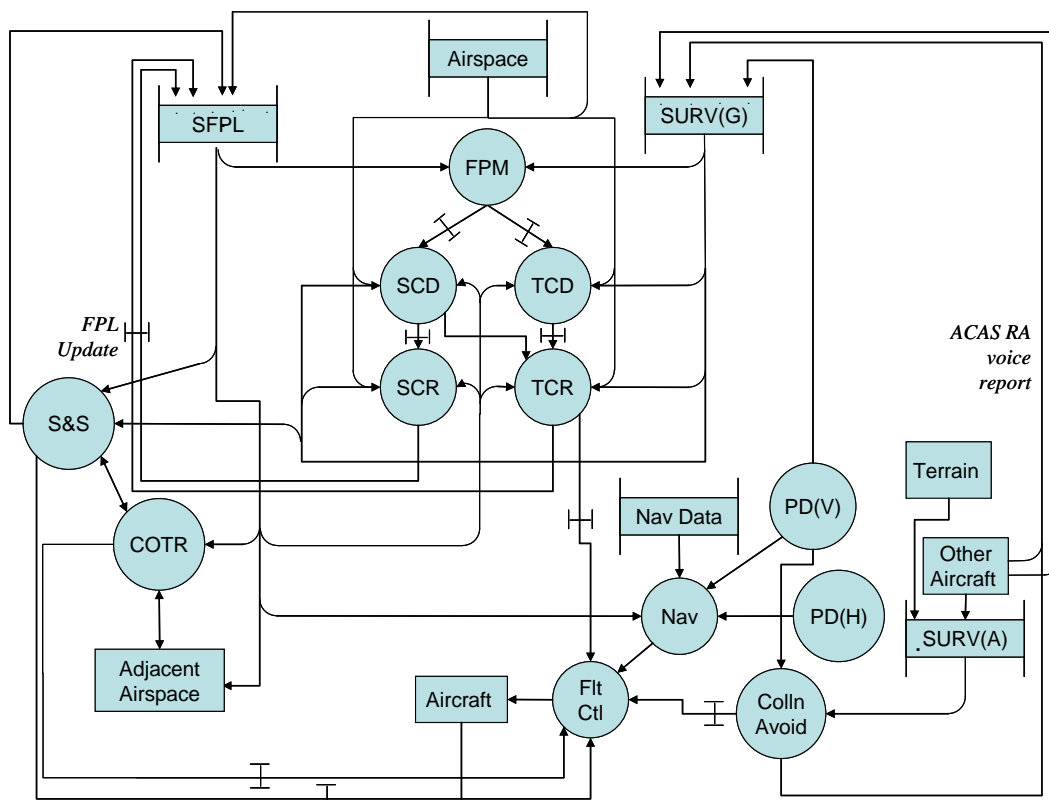 Airspace
SFPL
SURV(G)
FPM
SCD
TCD
FPL
Update
ACAS RA
voice
report
SCR
TCR
S&S
Terrain
Nav Data
PD(V)
COTR
Other
Aircraft
Nav
PD(H)
SURV(A)
Adjacent
Airspace
Aircraft
Flt
Ctl
Colln
Avoid